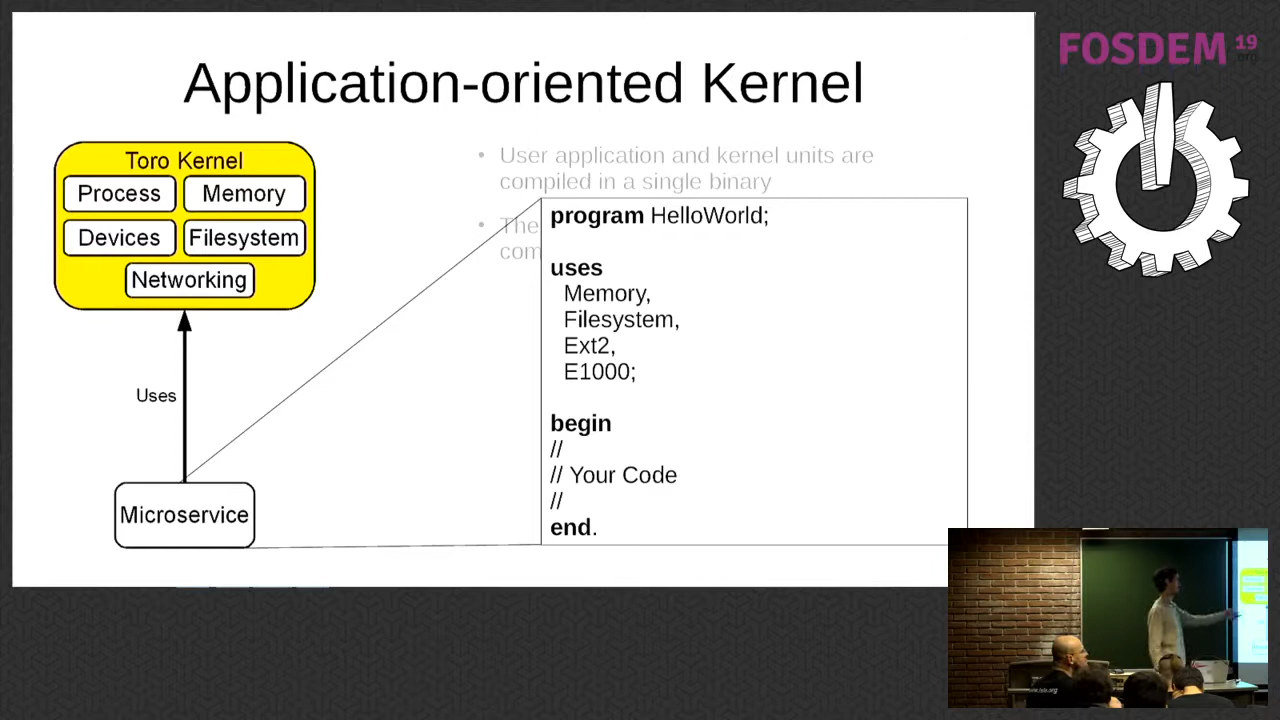 Application-oriented Kernel
Toro Kernel
Process
Memory
Devices
Filesystem
Networking
Uses
Microservice
• User application and kernel units are
compiled in a single binary
• The
com
program HelloWorld;
uses
Memory,
Filesystem,
Ext2,
E1000;
begin
//
// Your Code
//
end.
FOSDEM 19
.org